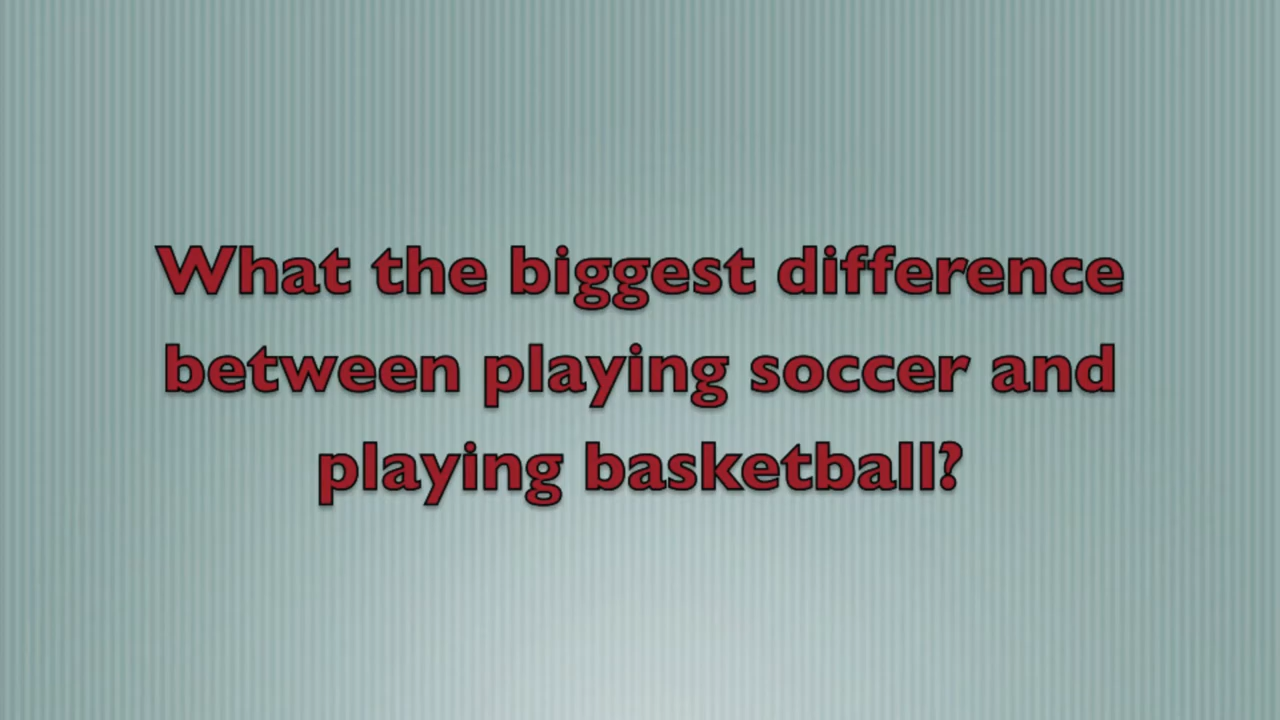 What the biggest difference
between playing soccer and
playing basketball?